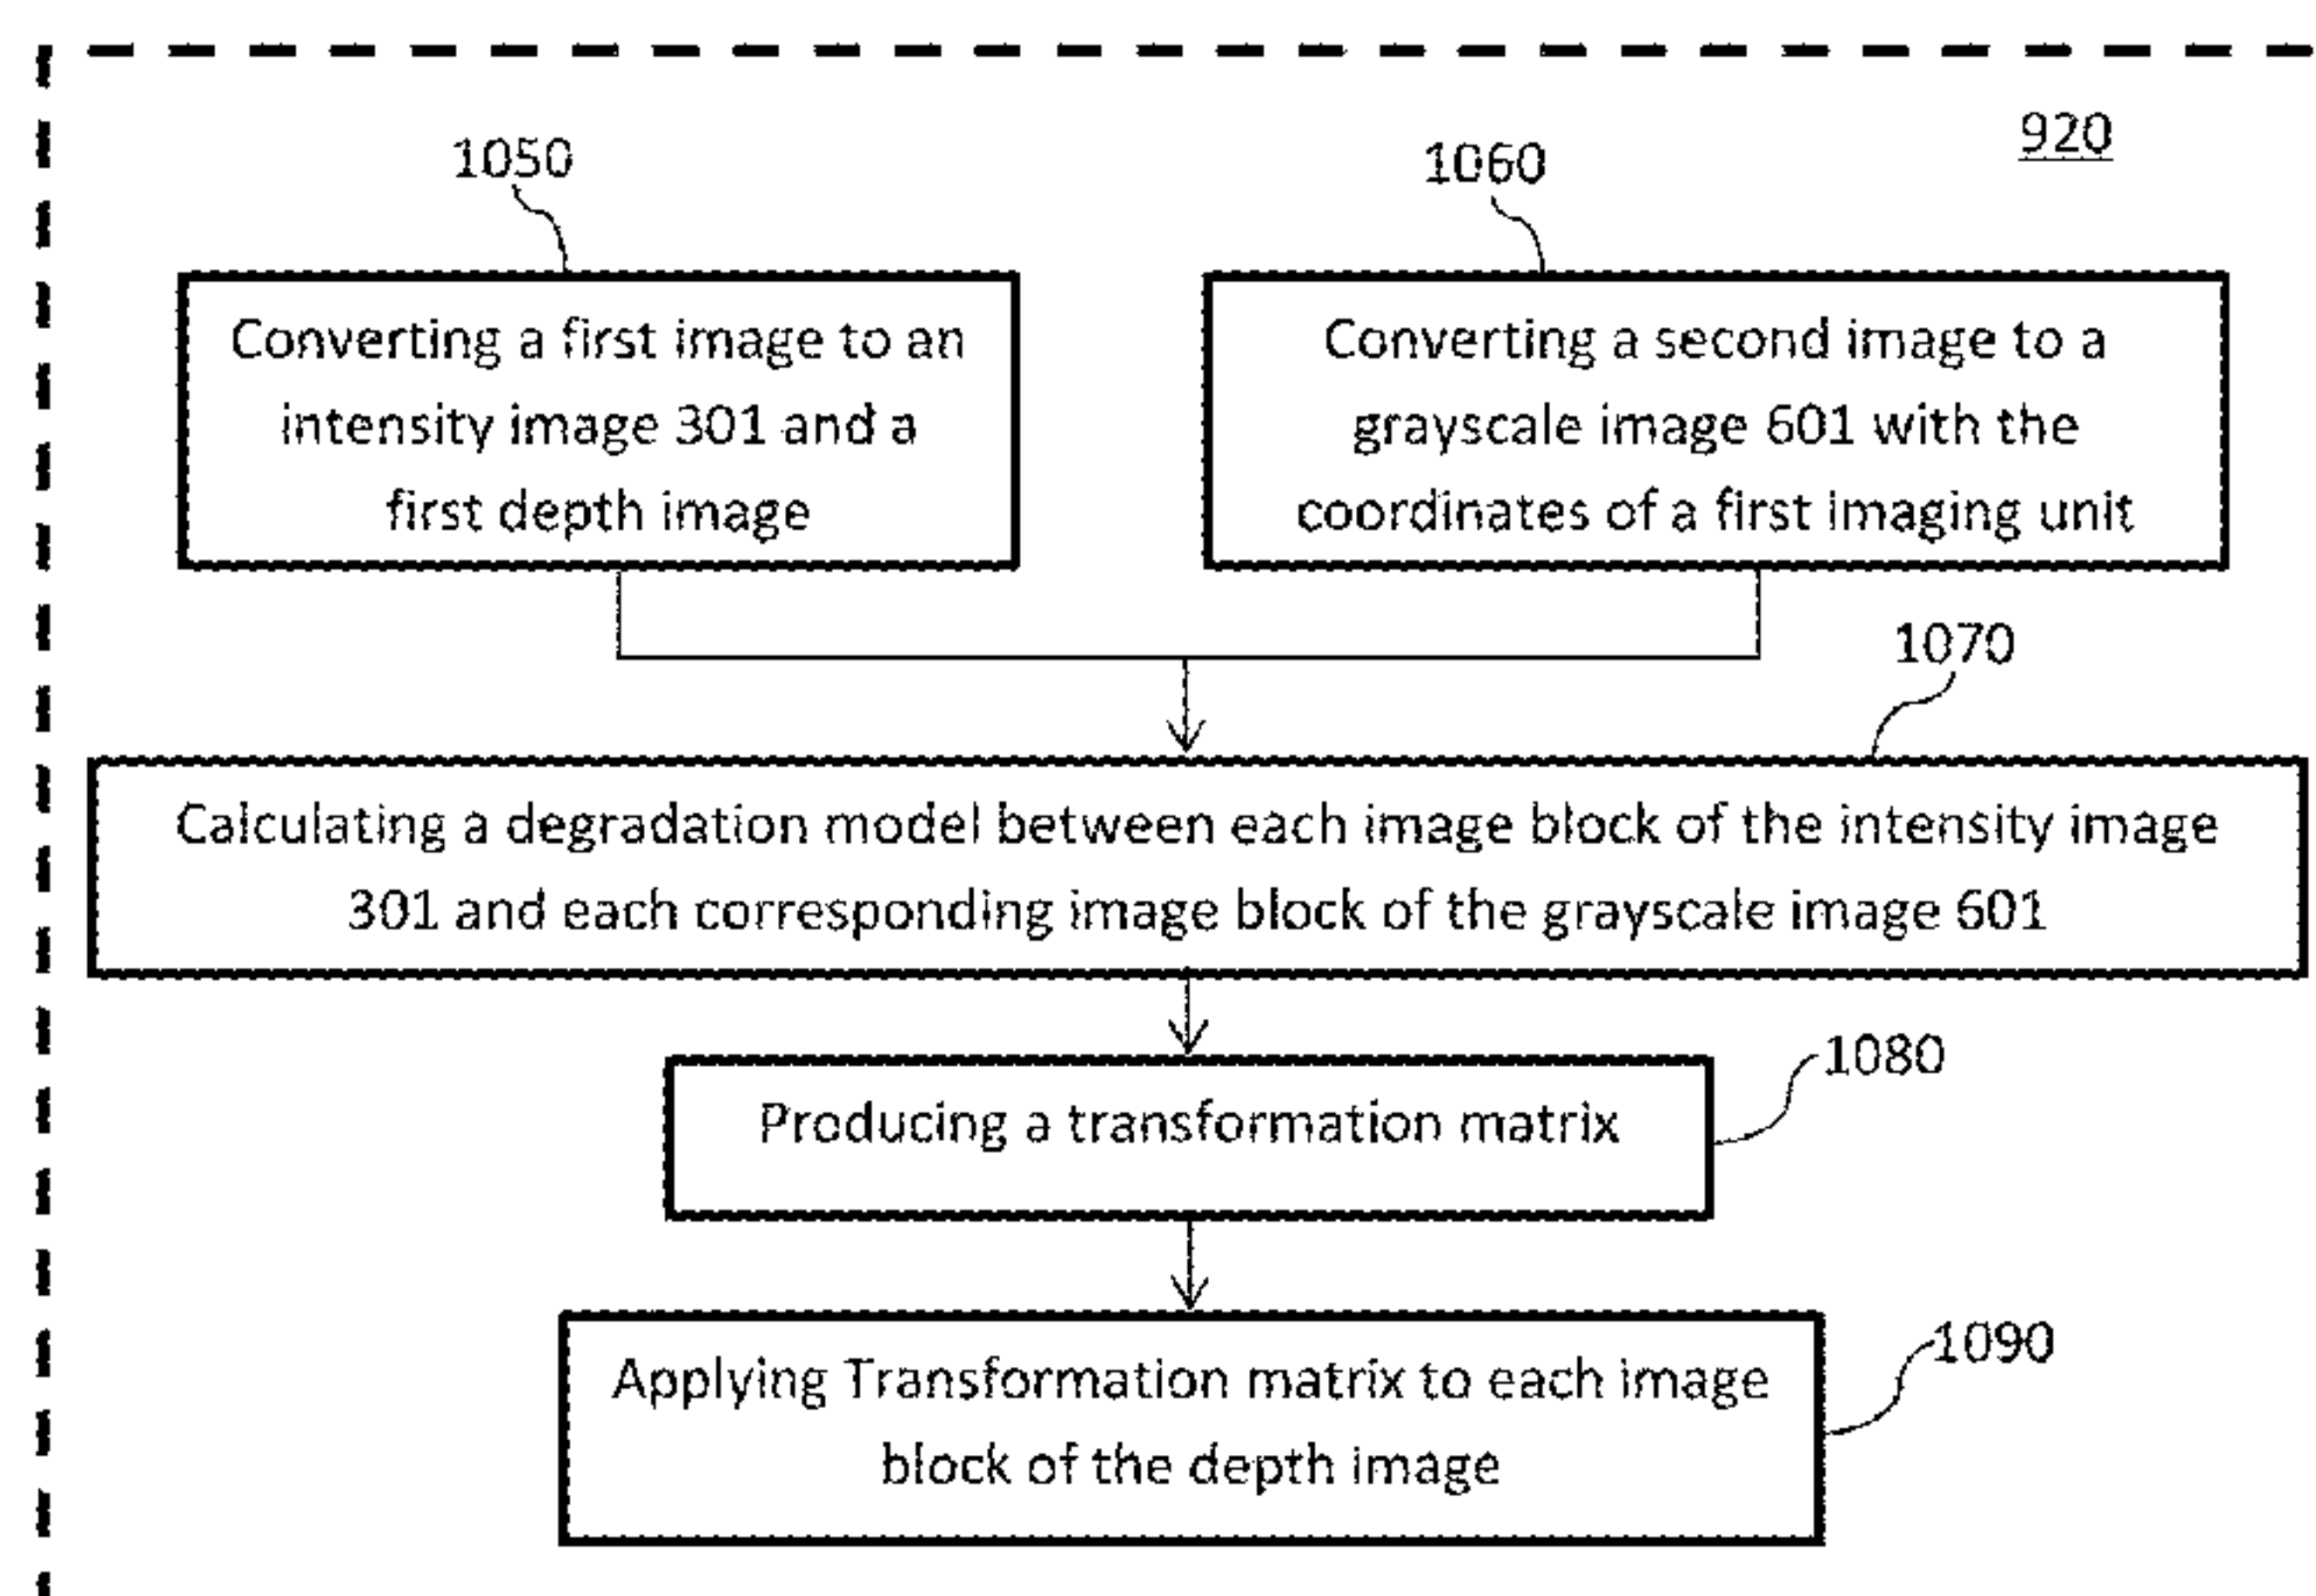 920
1050
1060
Converting a first image to an
intensity image 301 and a
first depth image
Converting a second image to a
grayscale image 601 with the
coordinates of a first imaging unit
1070
Calculating a degradation model between each image block of the intensity image
301 and each corresponding image block of the grayscale image 601
1080
Producing a transformation matrix
1090
Applying Transformation matrix to each image
block of the depth image